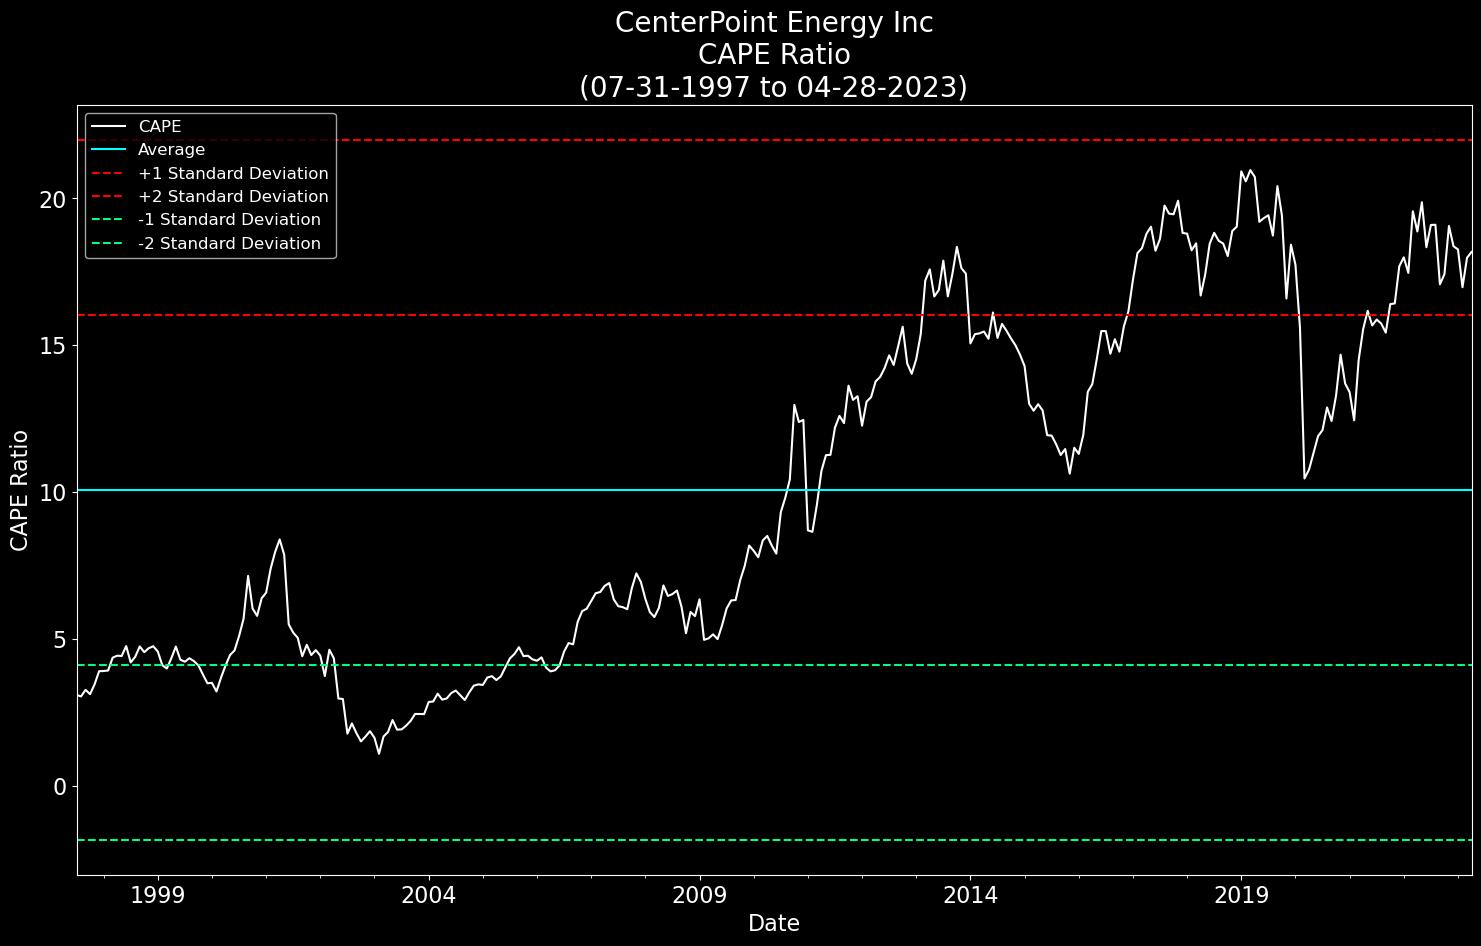 CenterPoint Energy Inc
CAPE Ratio
(07-31-1997 to 04-28-2023)
CAPE
Average
+1 Standard Deviation
+2 Standard Deviation
-1 Standard Deviation
-2 Standard Deviation
20
15
10
5
0
CAPE Ratio
1999 2004 2009 2014 2019
Date